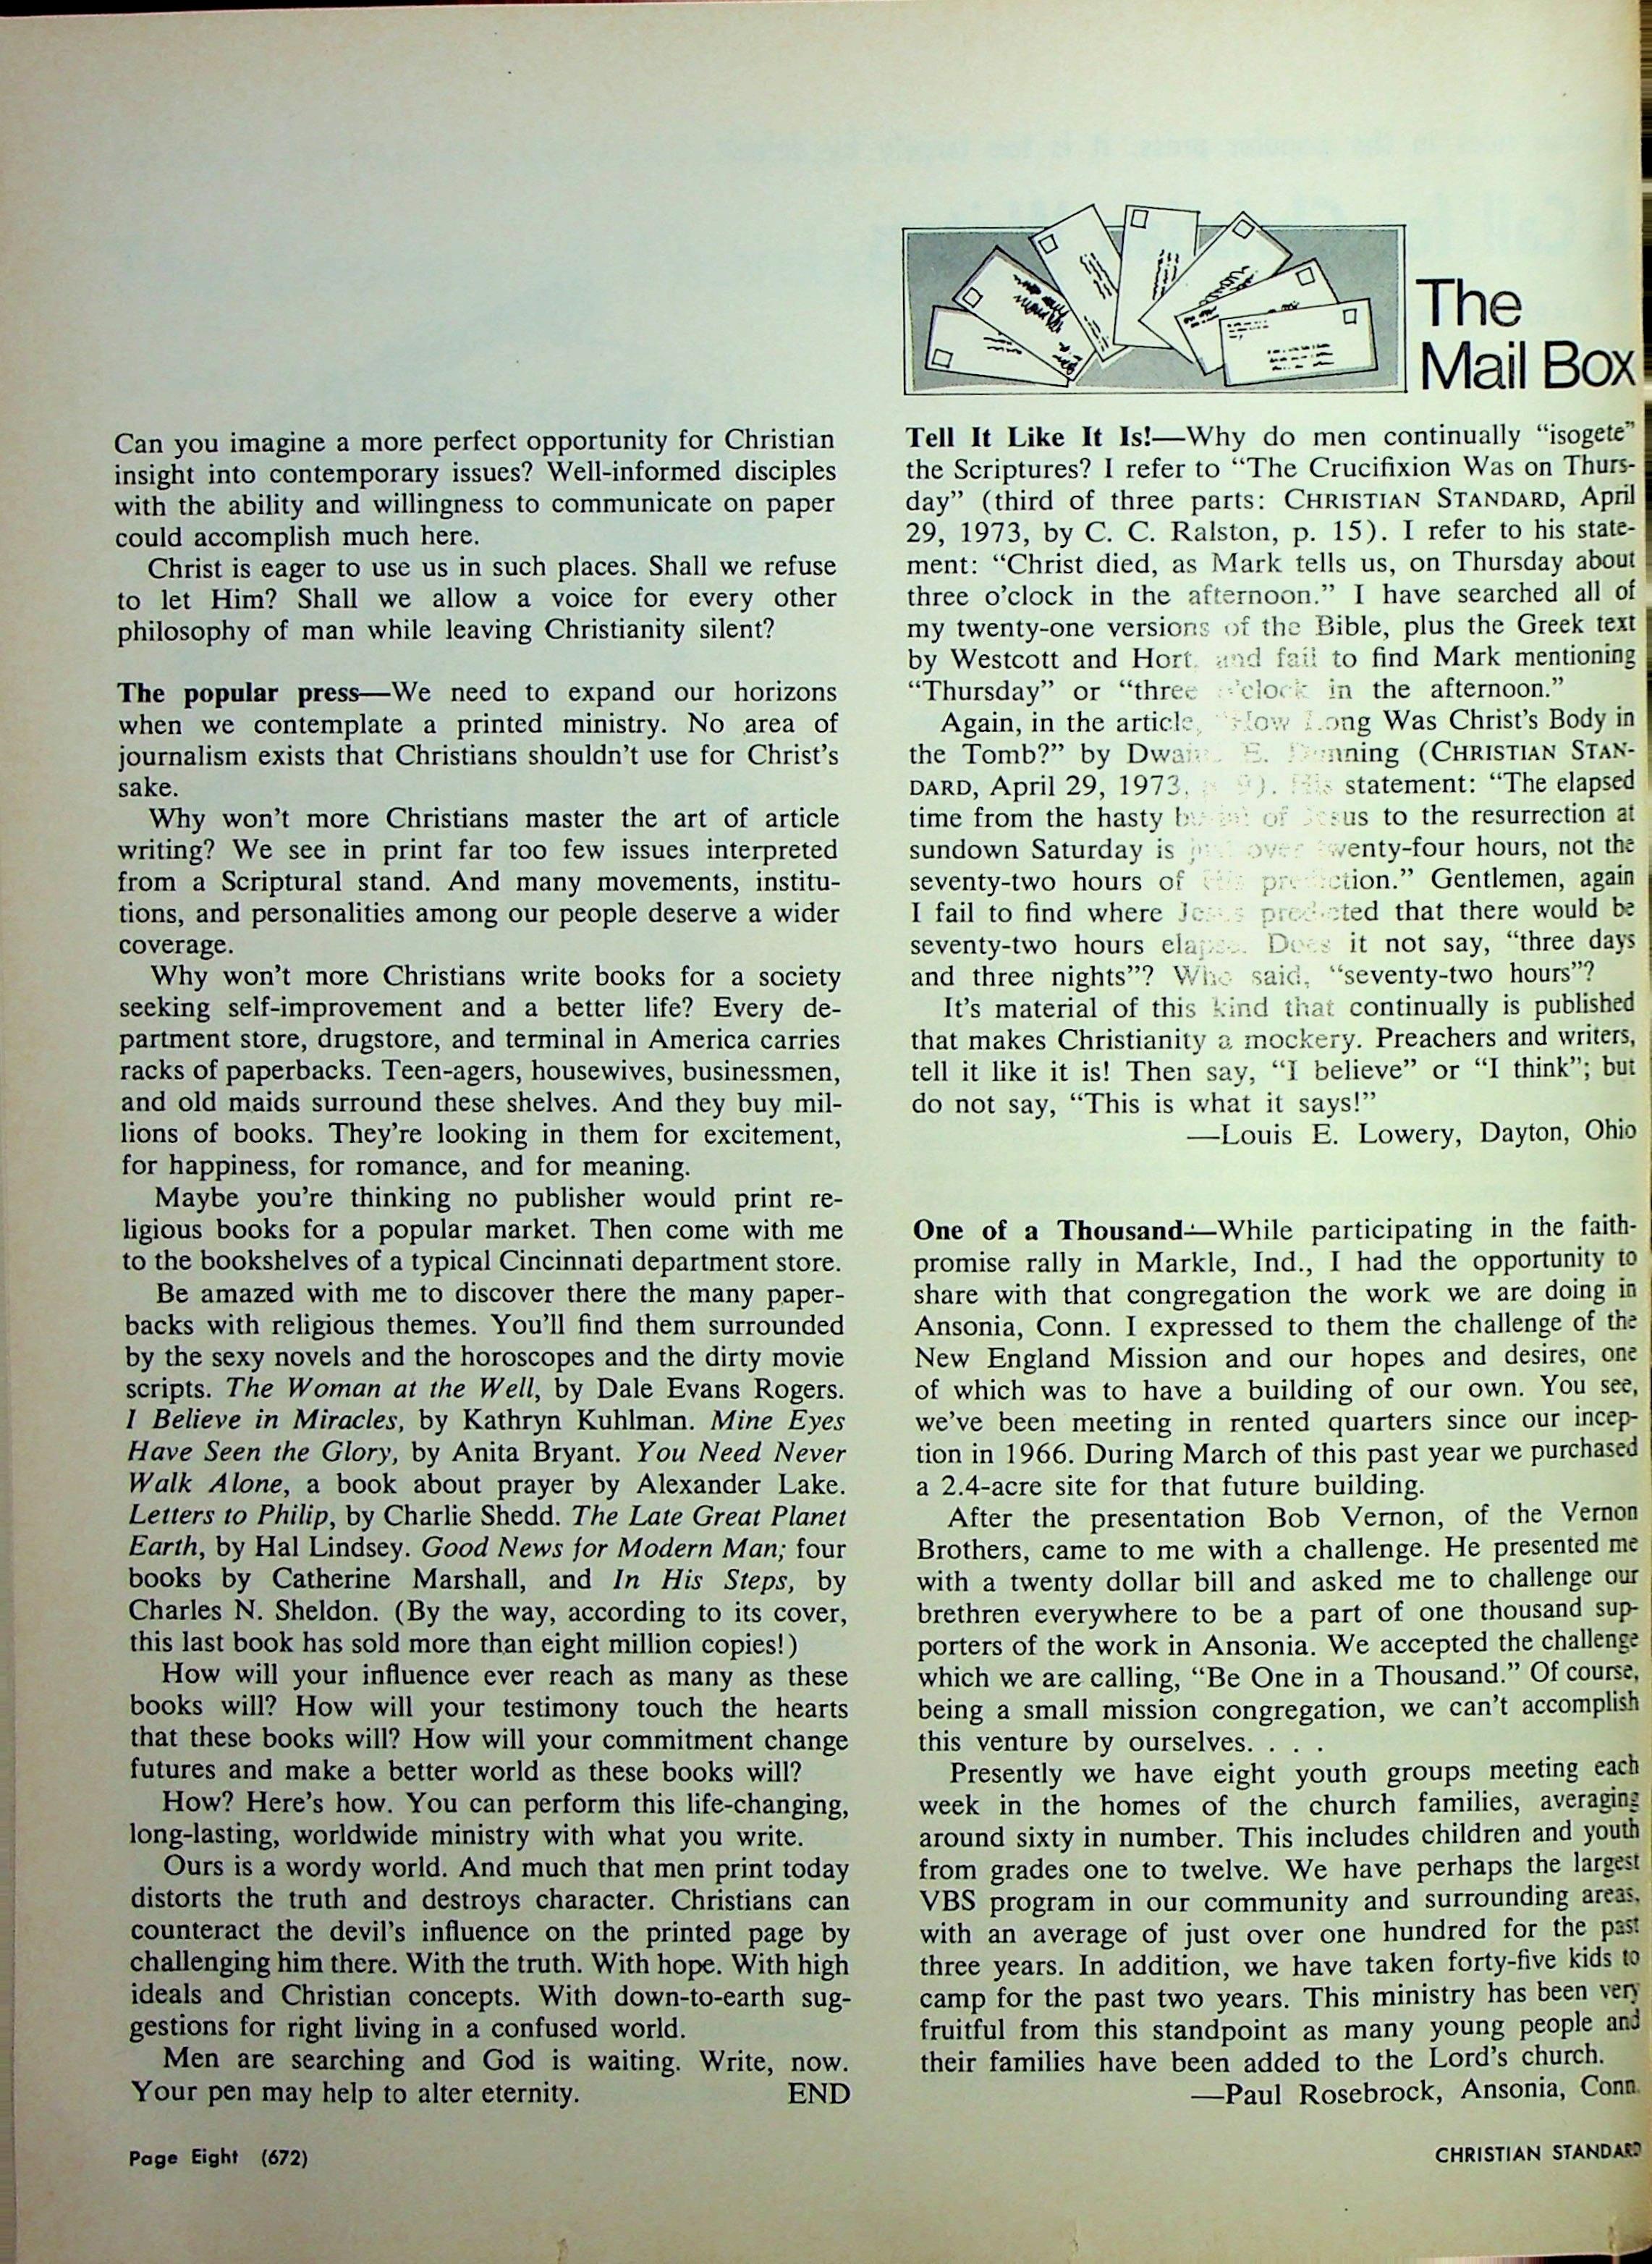 Can you imagine a more perfect opportunity for Christian
insight into contemporary issues? Well-informed disciples
with the ability and willingness to communicate on paper
could accomplish much here.
Christ is eager to use us in such places. Shall we refuse
to let Him? Shall we allow a voice for every other
philosophy of man while leaving Christianity silent?
The popular press—We need to expand our horizons
when we contemplate a printed ministry. No area of
journalism exists that Christians shouldn't use for Christ's
sake.
Why won't more Christians master the art of article
writing? We see in print far too few issues interpreted
from a Scriptural stand. And many movements, institu-
tions, and personalities among our people deserve a wider
coverage.
Why won't more Christians write books for a society
seeking self-improvement and a better life? Every de-
partment store, drugstore, and terminal in America carries
racks of paperbacks. Teen-agers, housewives, businessmen,
and old maids surround these shelves. And they buy mil-
lions of books. They're looking in them for excitement,
for happiness, for romance, and for meaning.
Maybe you're thinking no publisher would print re-
ligious books for a popular market. Then come with me
to the bookshelves of a typical Cincinnati department store.
Be amazed with me to discover there the many paper-
backs with religious themes. You'll find them surrounded
by the sexy novels and the horoscopes and the dirty movie
scripts. The Woman at the Well, by Dale Evans Rogers.
I Believe in Miracles, by Kathryn Kuhlman. Mine Eyes
Have Seen the Glory, by Anita Bryant. You Need Never
Walk Alone, a book about prayer by Alexander Lake.
Letters to Philip, by Charlie Shedd. The Late Great Planet
Earth, by Hal Lindsey. Good News for Modern Man; four
books by Catherine Marshall, and In His Steps, by
Charles N. Sheldon. (By the way, according to its cover,
this last book has sold more than eight million copies!)
How will your influence ever reach as many as these
books will? How will your testimony touch the hearts
that these books will? How will your commitment change
futures and make a better world as these books will?
How? Here's how. You can perform this life-changing,
long-lasting, worldwide ministry with what you write.
Ours is a wordy world. And much that men print today
distorts the truth and destroys character. Christians can
counteract the devil's influence on the printed page by
challenging him there. With the truth. With hope. With high
ideals and Christian concepts. With down-to-earth sug-
gestions for right living in a confused world.
Men are searching and God is waiting. Write, now.
Your pen may help to alter eternity. END
Page Eight (672)
The
Mail Box
Tell It Like It Is!—Why do men continually "isogete"
the Scriptures? I refer to "The Crucifixion Was on Thurs-
day" (third of three parts: CHRISTIAN STANDARD, April
29, 1973, by C. C. Ralston, p. 15). I refer to his state-
ment: "Christ died, as Mark tells us, on Thursday about
three o'clock in the afternoon." I have searched all of
my twenty-one versions of the Bible, plus the Greek text
by Westcott and Hort, and fail to find Mark mentioning
"Thursday" or "three o'clock in the afternoon."
Again, in the article, "How Long Was Christ's Body in
the Tomb?" by E. (CHRISTIAN STAN-
DARD, April 29, 1973, 9). His statement: "The elapsed
time from the hasty burial of Jesus to the resurrection at
sundown Saturday is just over twenty-four hours, not the
seventy-two hours of prediction." Gentlemen, again
I fail to find where Jesus predicted that there would be
seventy-two hours elapse. Does it not say, "three days
and three nights"? Who said, "seventy-two hours"?
It's material of this kind that continually is published
that makes Christianity a mockery. Preachers and writers,
tell it like it is! Then say, "I believe" or "I think"; but
do not say, "This is what it says!"
—Louis E. Lowery, Dayton, Ohio
One of a Thousand—While participating in the faith-
promise rally in Markle, Ind., I had the opportunity to
share with that congregation the work we are doing in
Ansonia, Conn. I expressed to them the challenge of the
New England Mission and our hopes and desires, one
of which was to have a building of our own. You see,
we've been meeting in rented quarters since our incep-
tion in 1966. During March of this past year we purchased
a 2.4-acre site for that future building.
After the presentation Bob Vernon, of the Vernon
Brothers, came to me with a challenge. He presented me
with a twenty dollar bill and asked me to challenge our
brethren everywhere to be a part of one thousand sup-
porters of the work in Ansonia. We accepted the challenge
which we are calling, "Be One in a Thousand." Of course,
being a small mission congregation, we can't accomplish
this venture by ourselves. . . .
Presently we have eight youth groups meeting each
week in the homes of the church families, averaging
around sixty in number. This includes children and youth
from grades one to twelve. We have perhaps the largest
VBS program in our community and surrounding areas,
with an average of just over one hundred for the past
three years. In addition, we have taken forty-five kids to
camp for the past two years. This ministry has been very
fruitful from this standpoint as many young people and
their families have been added to the Lord's church.
—Paul Rosebrock, Ansonia, Conn.
CHRISTIAN STANDARD